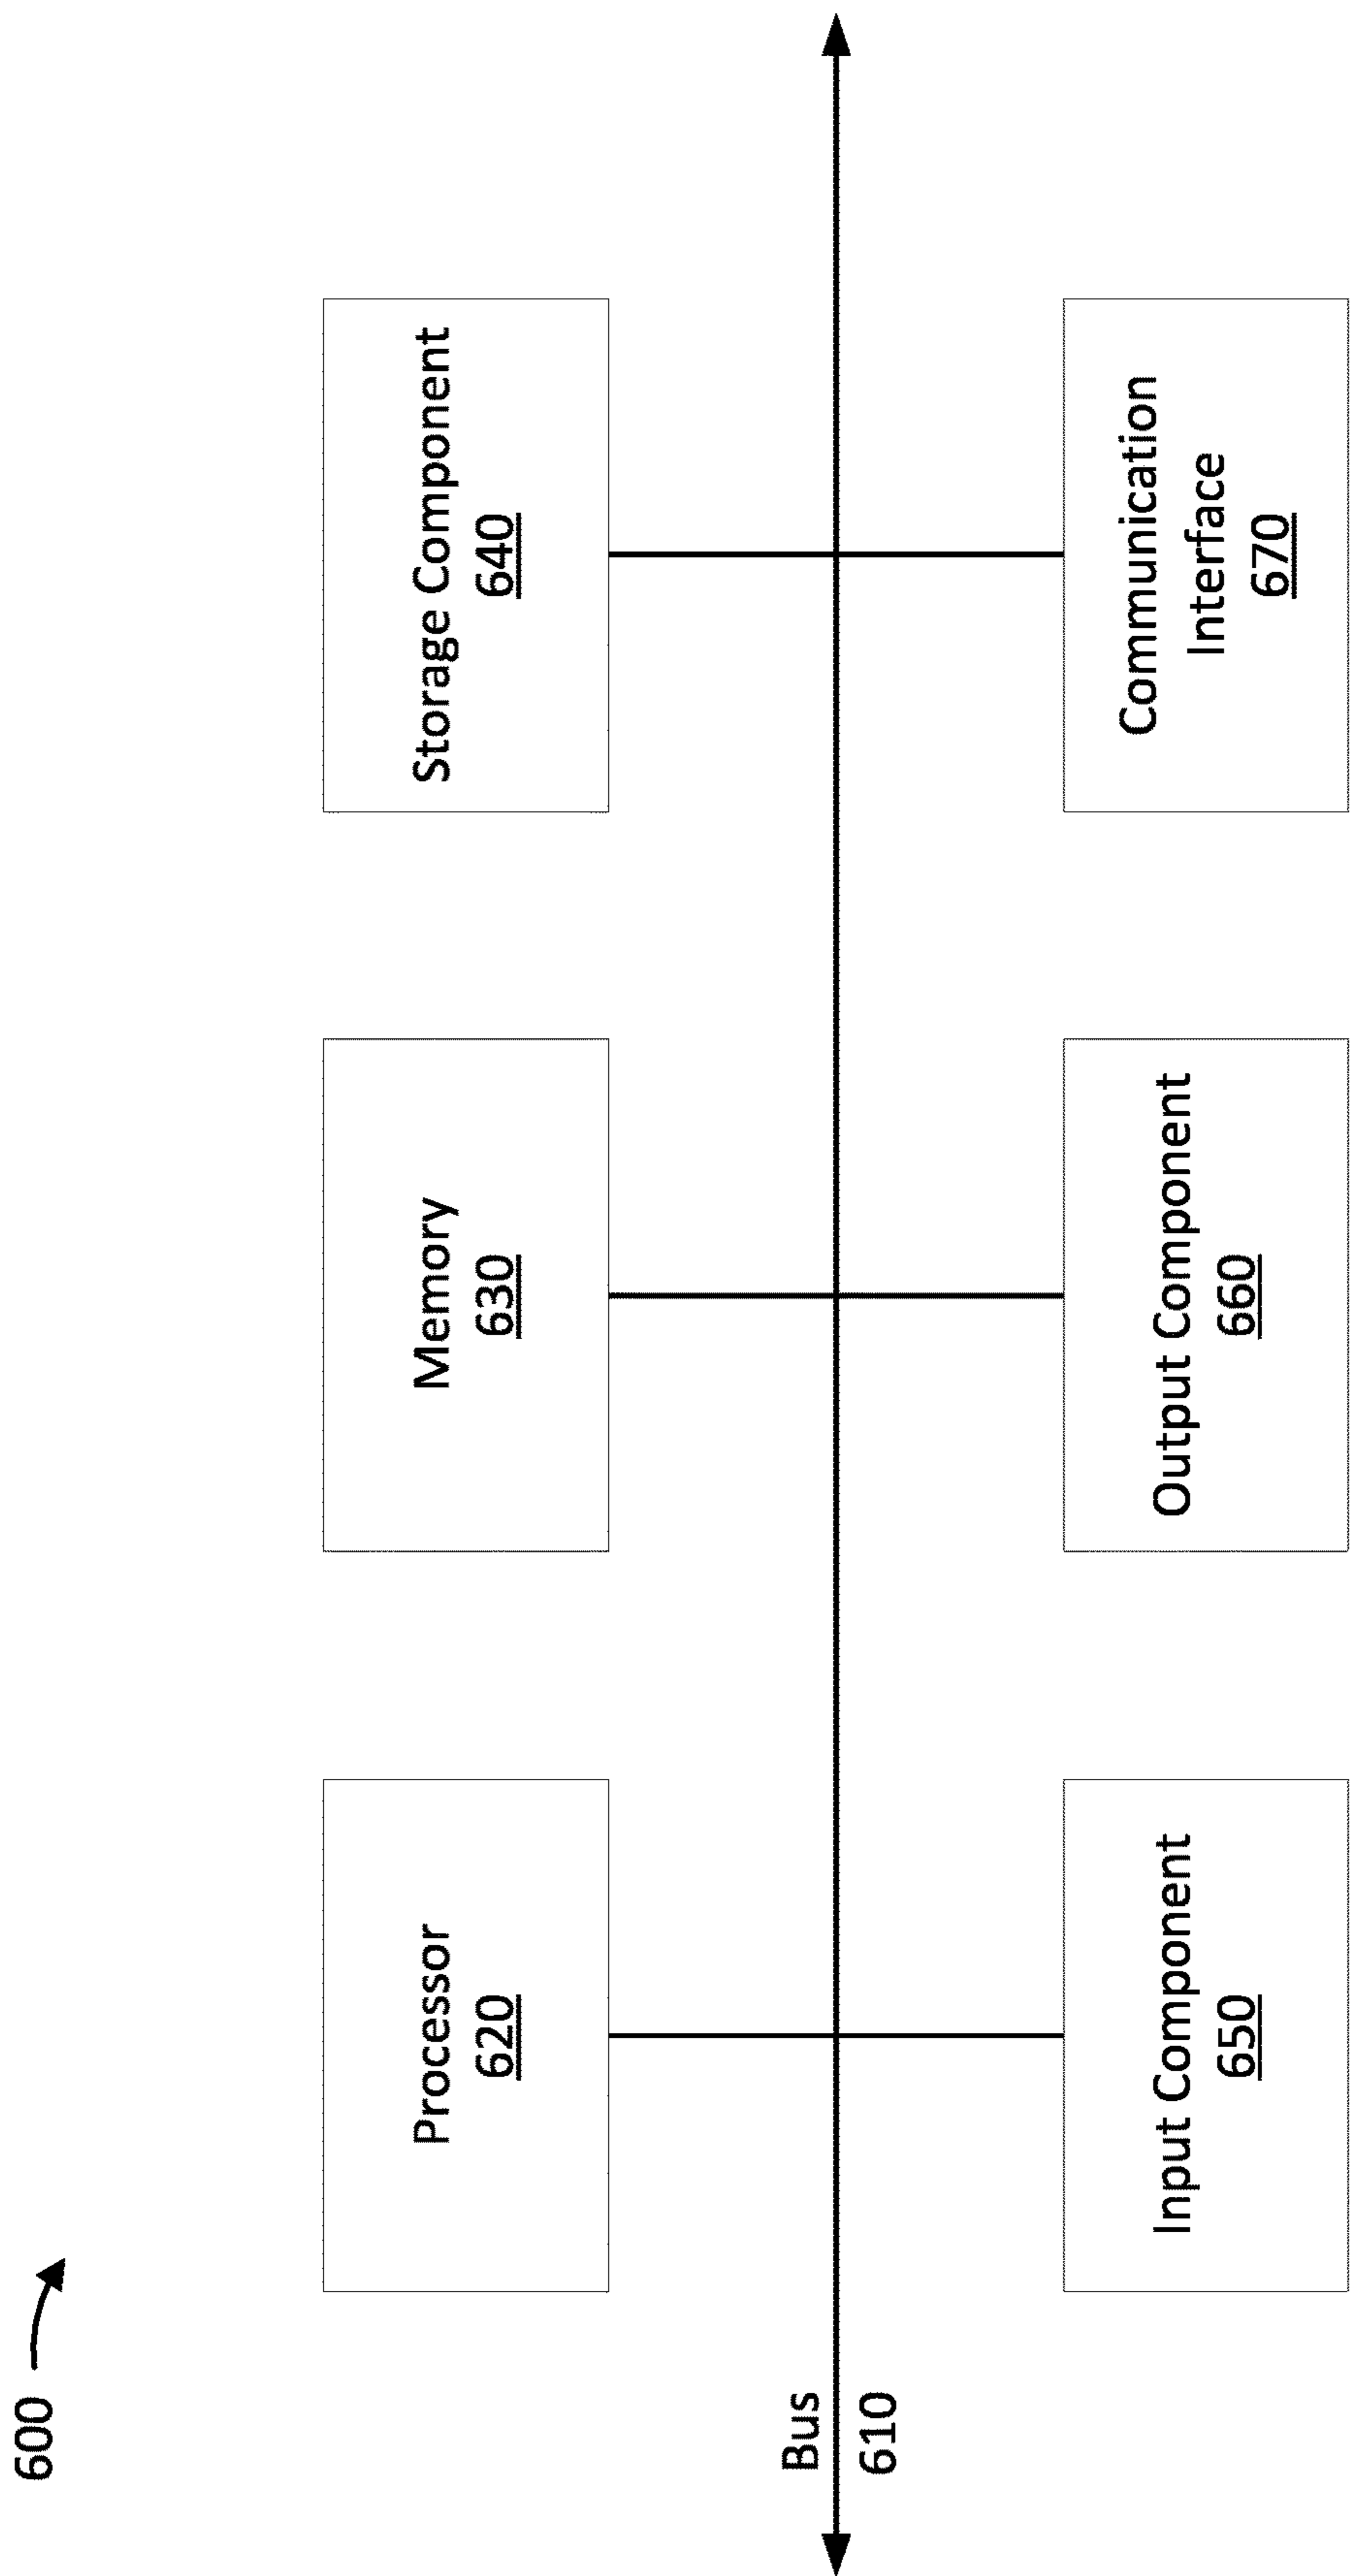 600
Processor
620
Memory
630
Storage Component
640
Bus
610
Input Component
650
Output Component
660
Communication
Interface
670